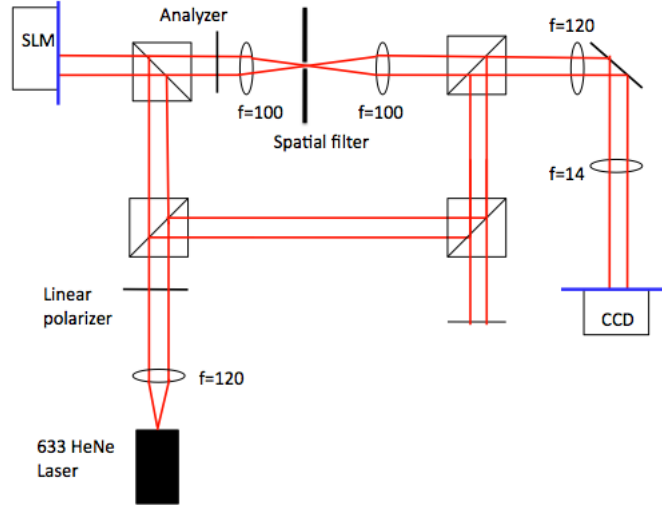 Analyzer
SLM
f=120
f=100
f=100
Spatial filter
f=14
Linear
polarizer
CCD
f=120
633 HeNe
Laser